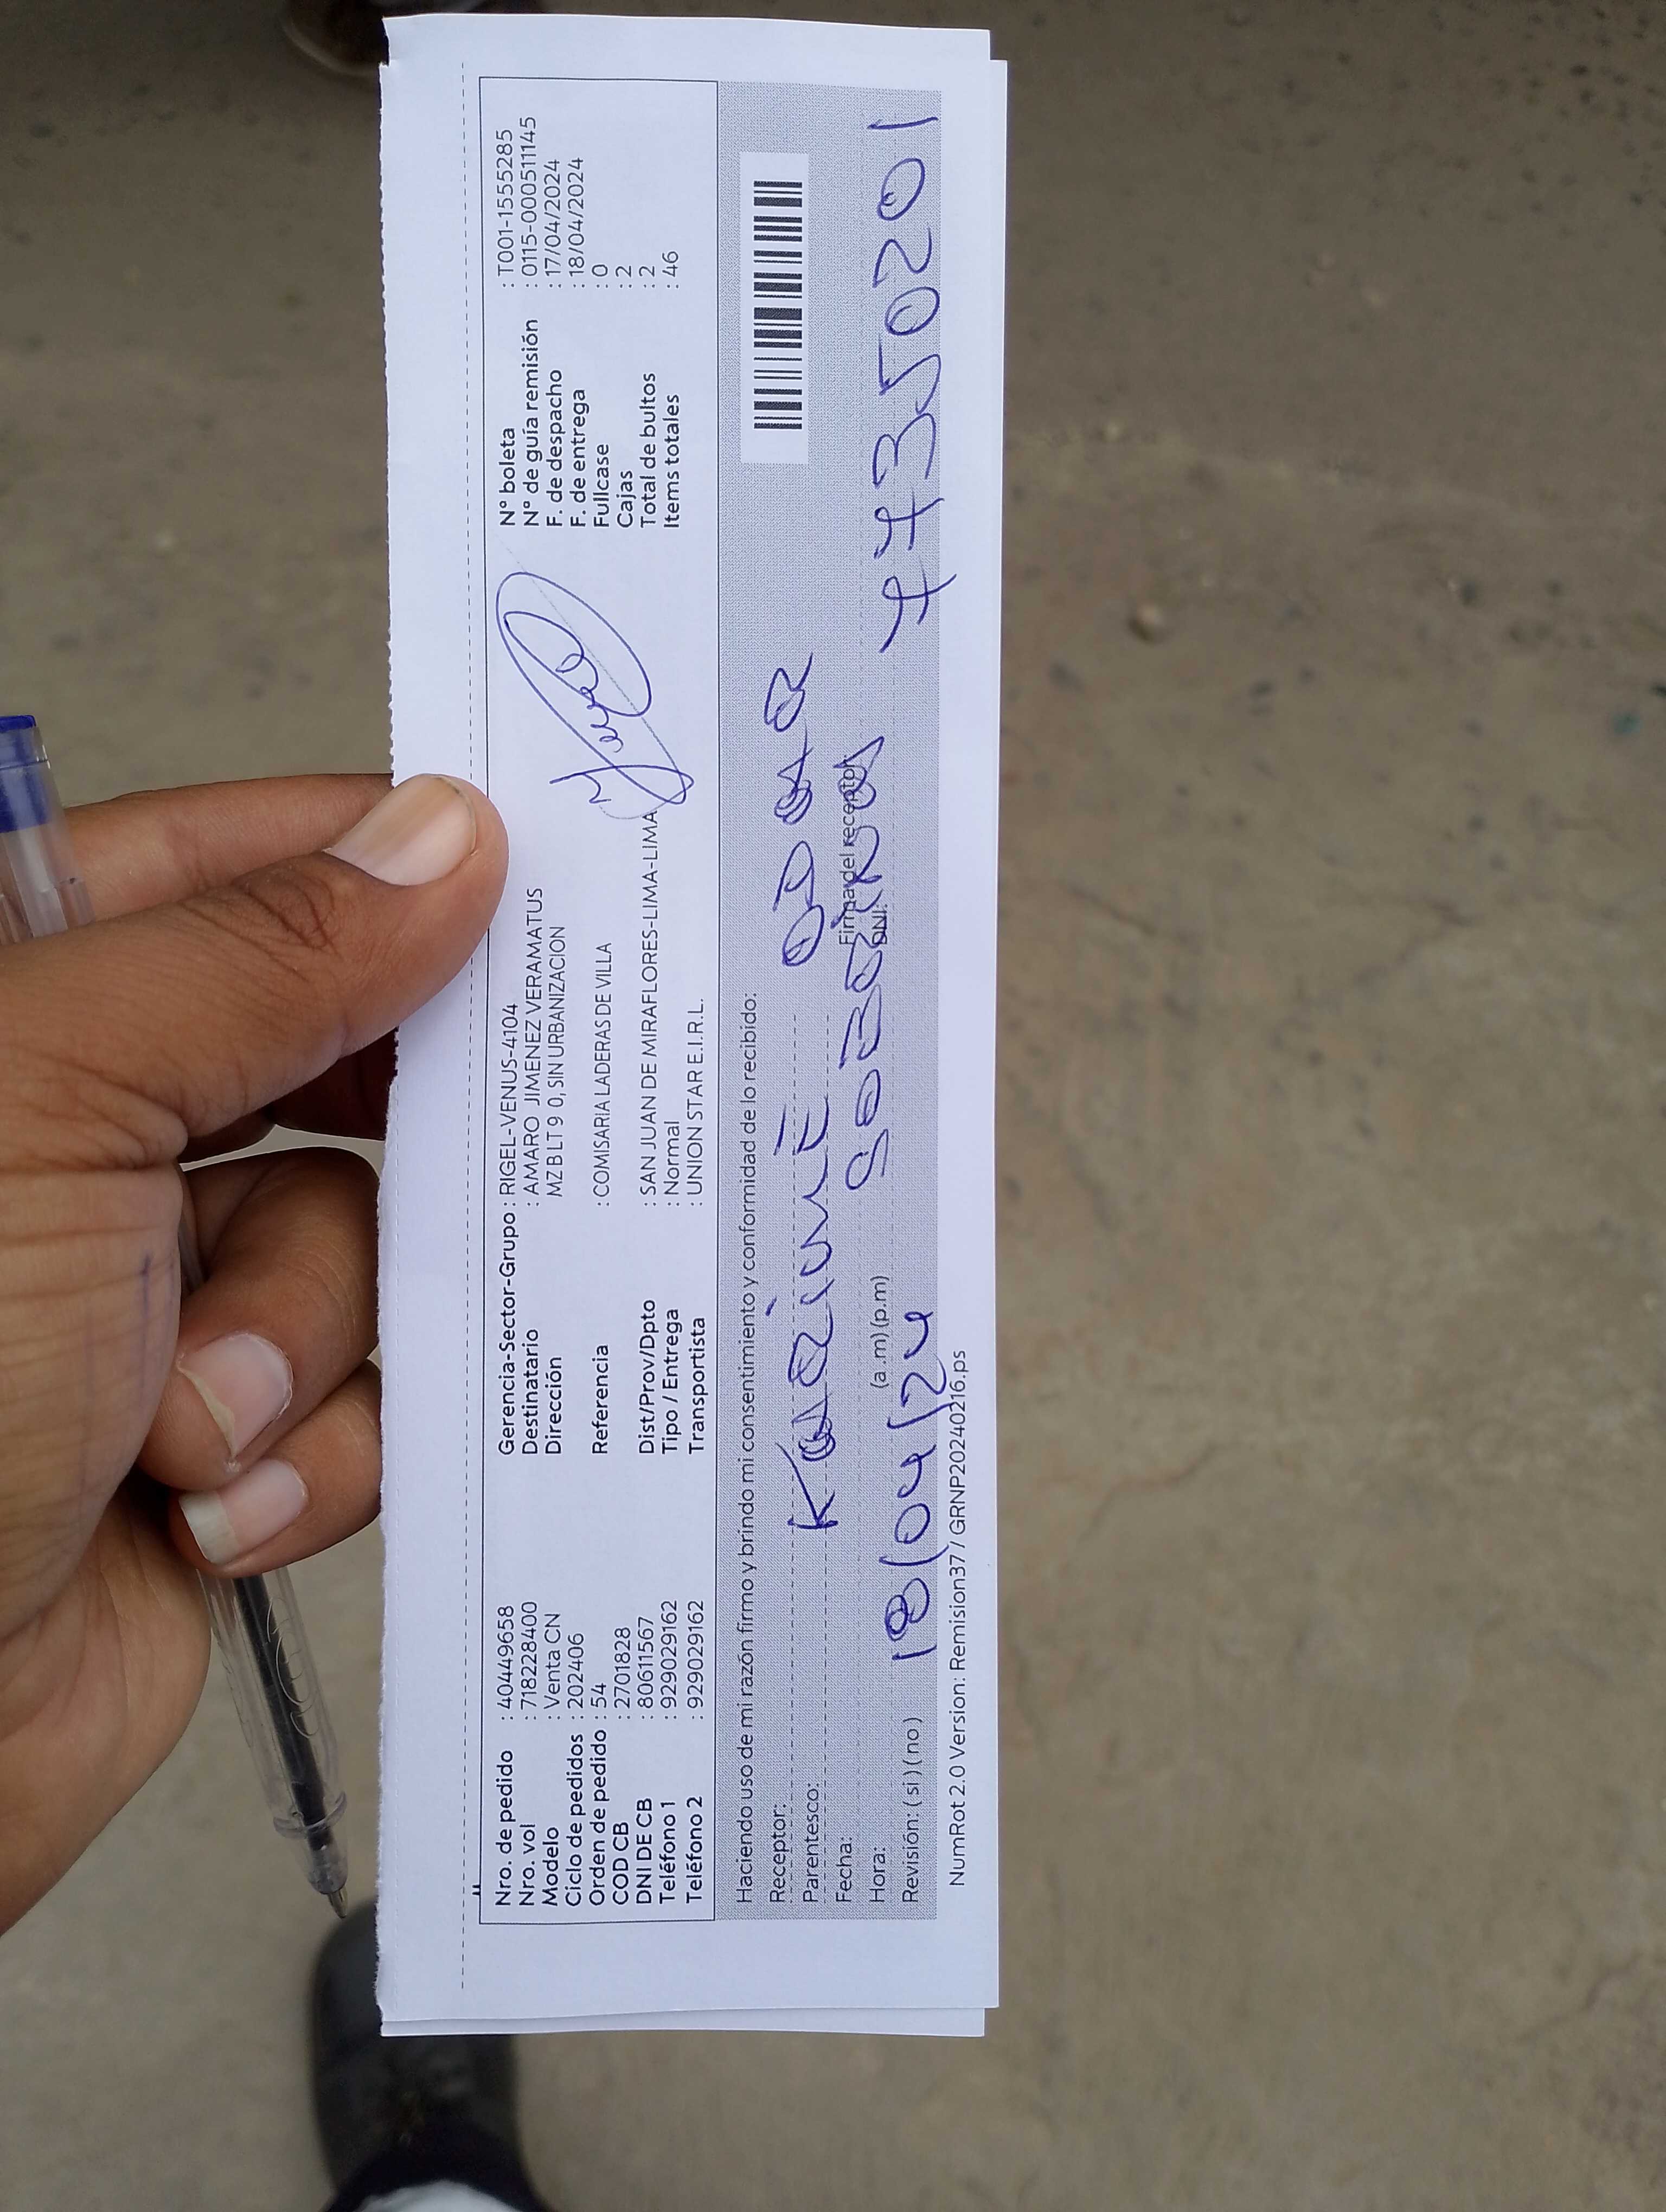 Nro. de pedido : 40449658
Nro. vol : 718228400
Modelo : Venta CN
Ciclo de pedidos : 202406
Orden de pedido : 54
COD CB : 2701828
DNI DE CB : 80611567
Teléfono 1 : 929029162
Teléfono 2 : 929029162
Gerencia-Sector-Grupo : RIGEL-VENUS-4104
Destinatario : AMARO JIMENEZ VERAMATUS
Dirección MZ B LT 9 0, SIN URBANIZACION
Referencia : COMISARIA LADERAS DE VILLA
Dist/Prov/Dpto : SAN JUAN DE MIRAFLORES-LIMA-LIMA
Tipo / Entrega : Normal
Transportista : UNION STAR E.I.R.L.
N° boleta : T001-1555285
N° de guía remisión : 0115-000511145
F. de despacho : 17/04/2024
F. de entrega : 18/04/2024
Fullcase : 0
Cajas : 2
Total de bultos : 2
Items totales : 46
Haciendo uso de mi razón firmo y brindo mi consentimiento y conformidad de lo recibido:
Receptor:
Parentesco:
Fecha:
Hora: (a.m) (p.m)
Revisión: ( si ) ( no )
Firma del receptor
DNI:
18/04/24
NumRot 2.0 Version: Remision37 / GRNP20240216.ps